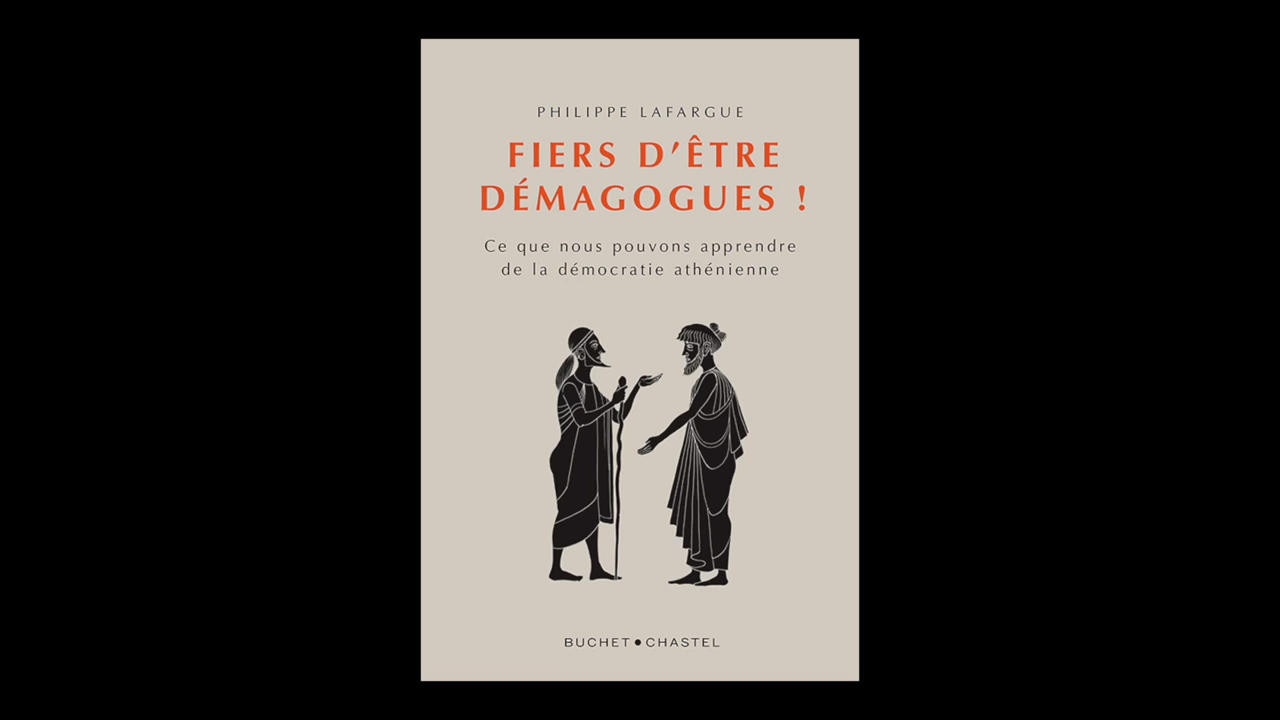 PHILIPPE LAFARGUE
FIERS D'ÊTRE
DÉMAGOGUES !
Ce que nous pouvons apprendre
de la démocratie athénienne
BUCHET●CHASTEL